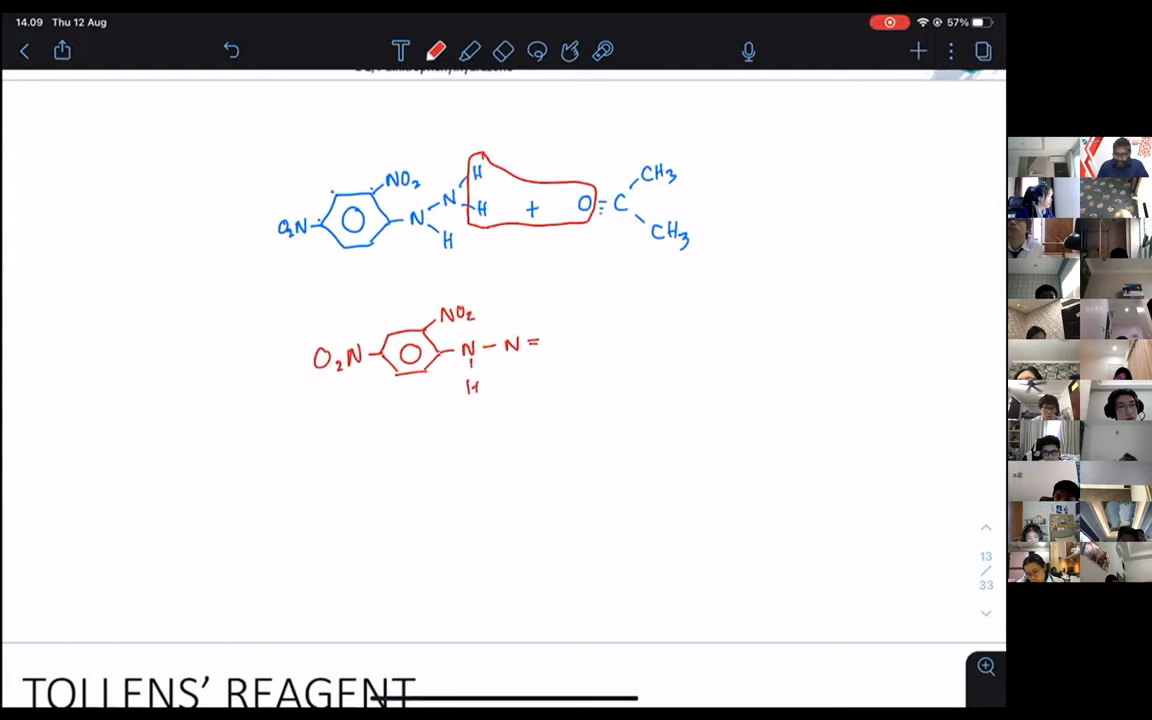 14.09 Thu 12 Aug
57%
T
NO2
O2N
N
H
N
H
H
+
O=C
CH3
CH3
NO2
O2N
N-N=
H
13
/
33
TOLLENS' REAGENT